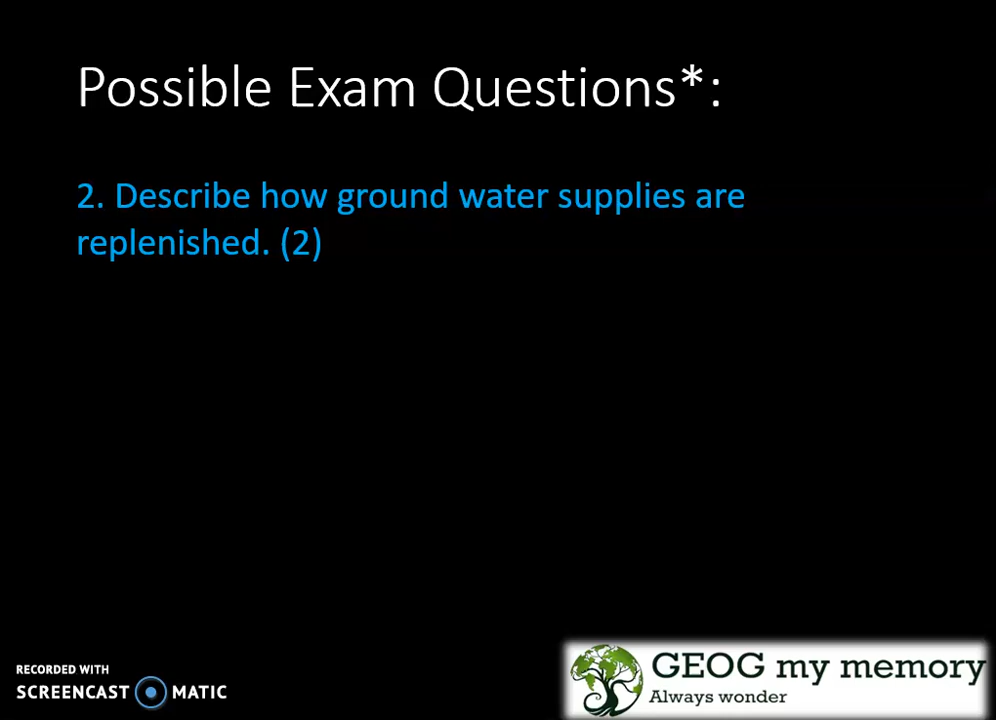 Possible Exam Questions*:
2. Describe how ground water supplies are
replenished. (2)
RECORDED WITH
SCREENCAST MATIC
GEOG my memory
Always wonder